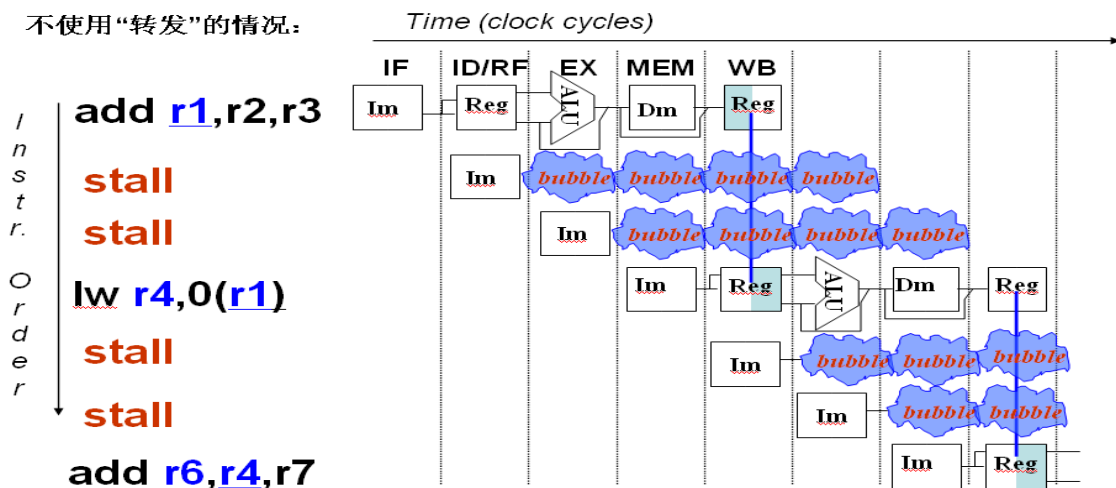 不使用“转发”的情况：
Time (clock cycles)
IF ID/RF EX MEM WB
Instr. Order
add r1,r2,r3
Im Reg ALU Dm Reg
stall
Im bubble bubble bubble bubble
stall
Im bubble bubble bubble bubble
lw r4,0(r1)
Im Reg ALU Dm Reg
stall
Im bubble bubble bubble
stall
Im bubble bubble
add r6,r4,r7
Im Reg